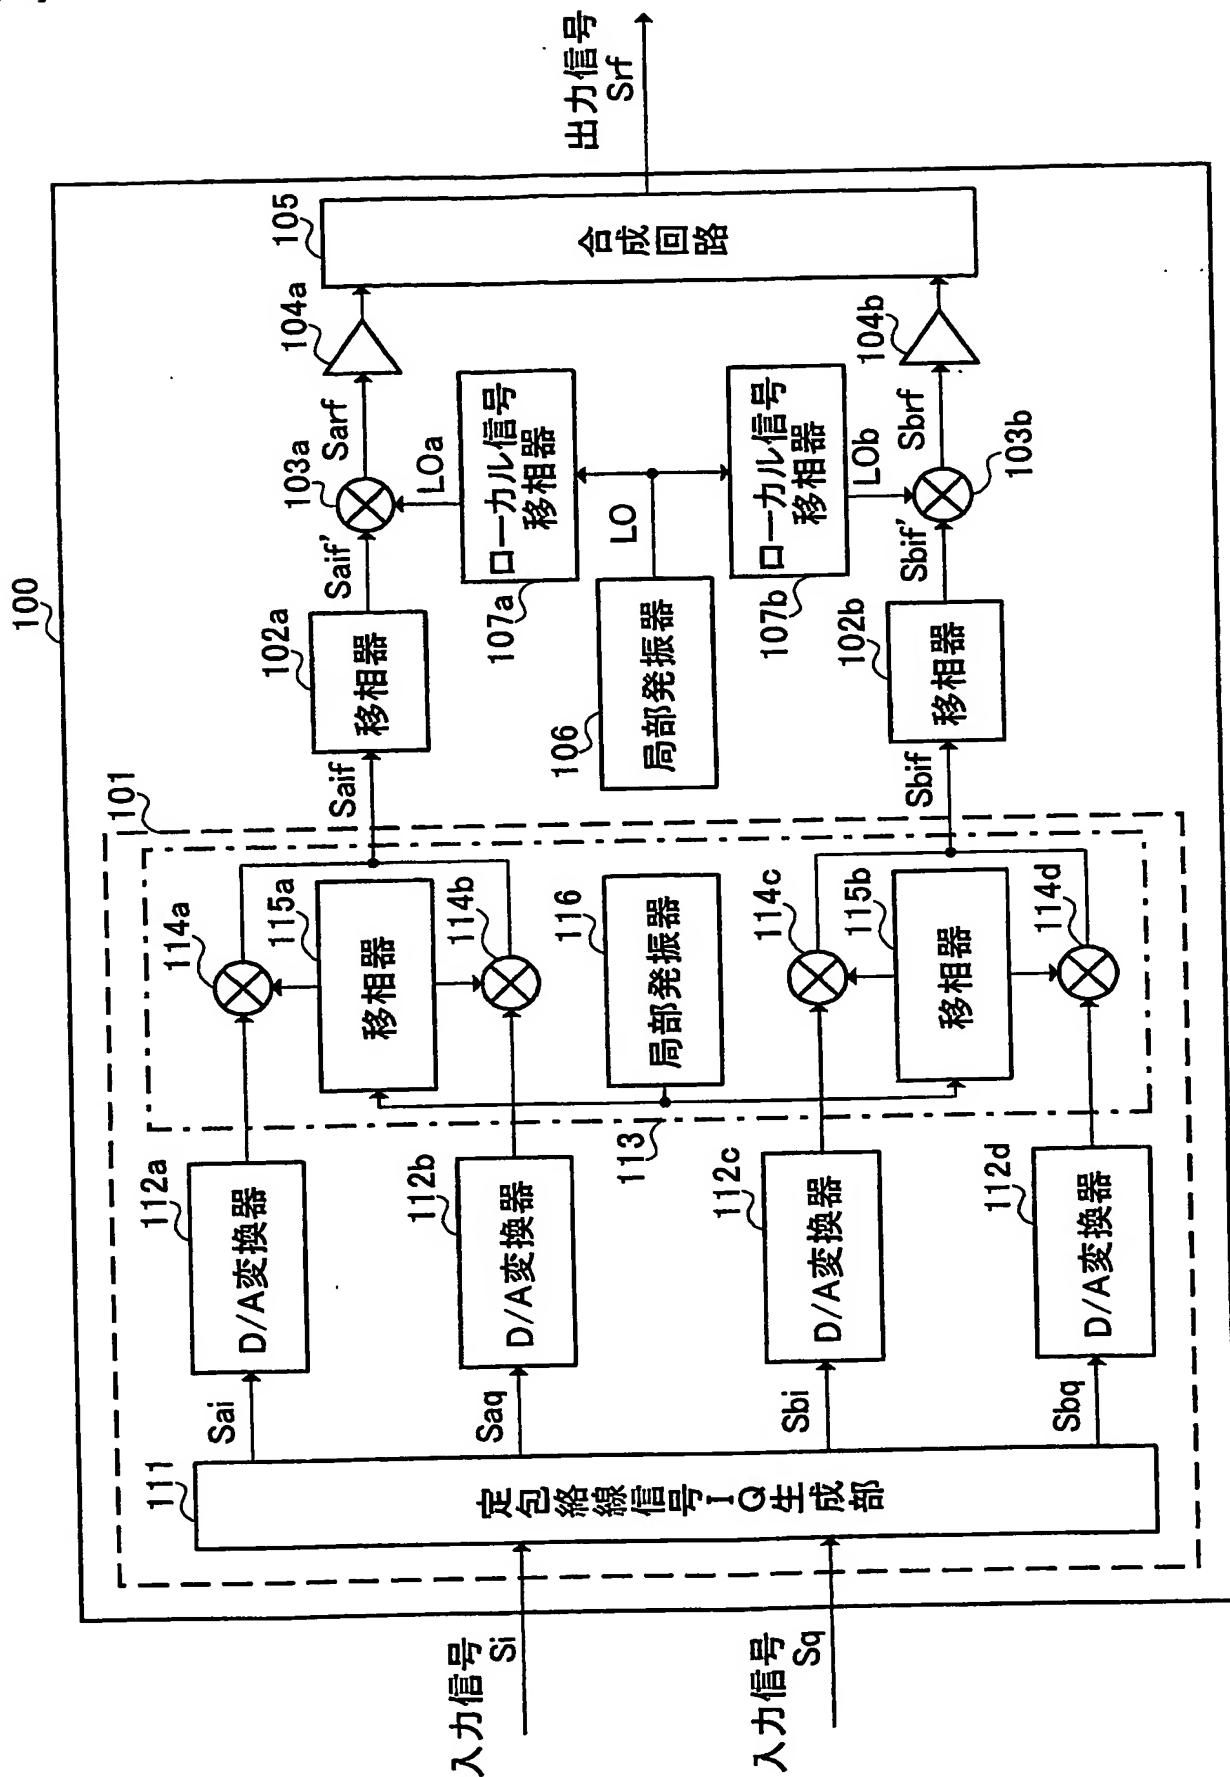 100
101
入力信号
Si
入力信号
Sq
111
定包絡線信号IQ生成部
Sai
Saq
Sbi
Sbq
112a
D/A変換器
112b
D/A変換器
112c
D/A変換器
112d
D/A変換器
113
114a
115a
移相器
114b
116
局部発振器
114c
115b
移相器
114d
Saif
Sbif
102a
移相器
106
局部発振器
102b
移相器
Saif'
LO
Sbif'
103a
LOa
107a
ローカル信号
移相器
107b
ローカル信号
移相器
LOb
103b
Sarf
Sbrf
104a
104b
105
合成回路
出力信号
Srf